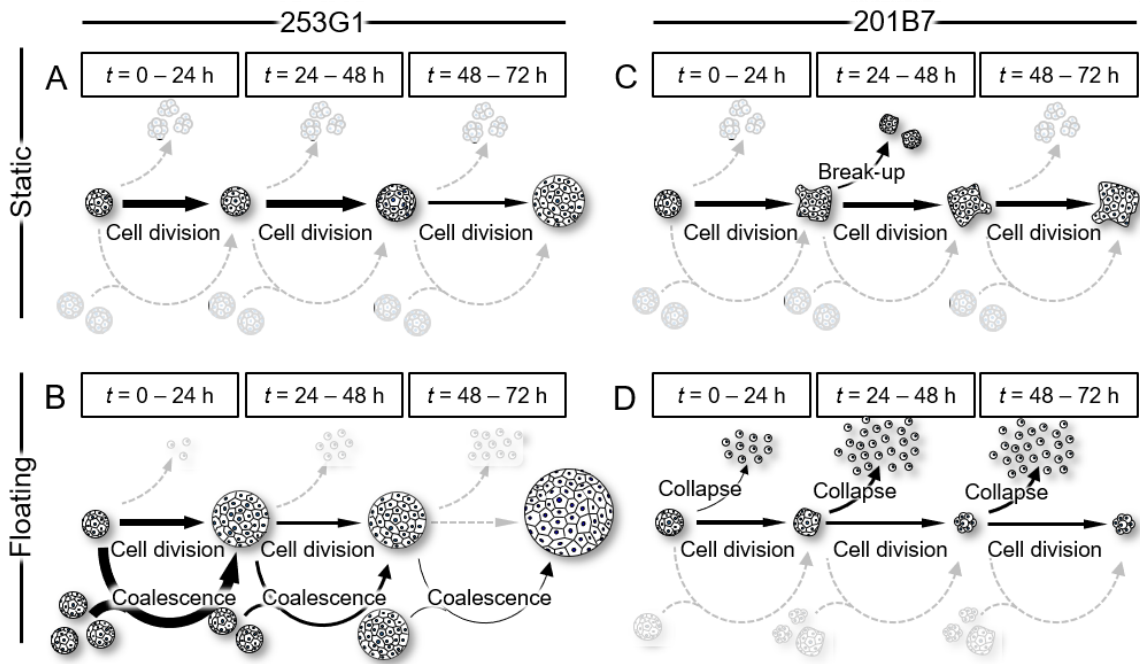 253G1
201B7
Static
A
t = 0 – 24 h
t = 24 – 48 h
t = 48 – 72 h
Cell division
Cell division
Cell division
C
t = 0 – 24 h
t = 24 – 48 h
t = 48 – 72 h
Break-up
Cell division
Cell division
Cell division
Floating
B
t = 0 – 24 h
t = 24 – 48 h
t = 48 – 72 h
Cell division
Cell division
Coalescence
Coalescence
Coalescence
D
t = 0 – 24 h
t = 24 – 48 h
t = 48 – 72 h
Collapse
Collapse
Collapse
Cell division
Cell division
Cell division